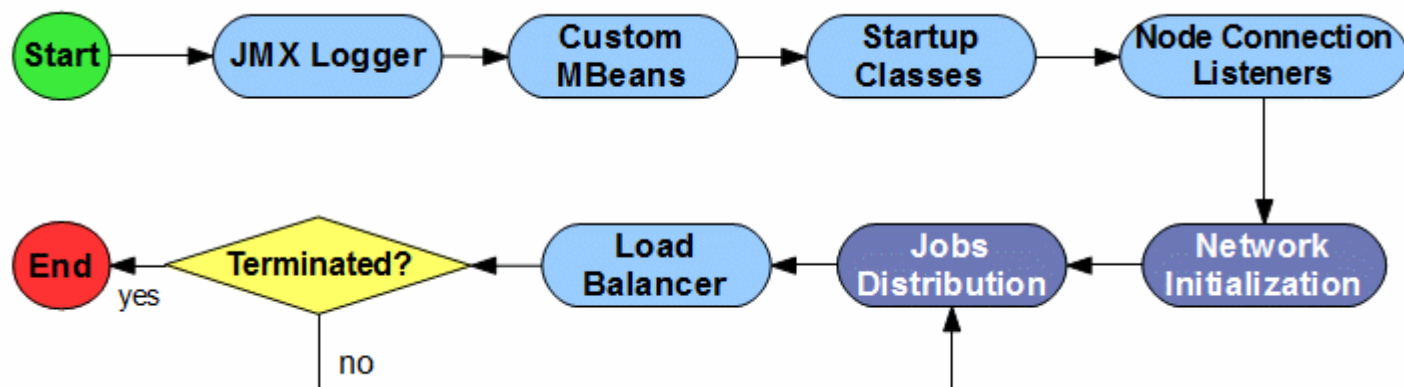 Start
JMX Logger
Custom
MBeans
Startup
Classes
Node Connection
Listeners
End
yes
Terminated?
no
Load
Balancer
Jobs
Distribution
Network
Initialization